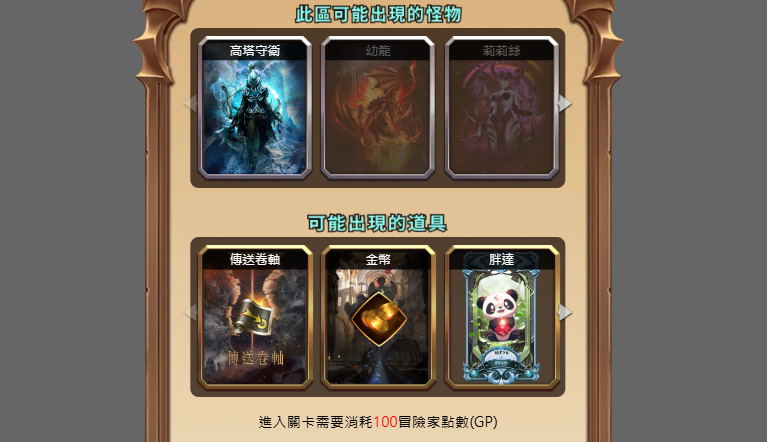 此區可能出現的怪物
高塔守衛
幼龍
莉莉絲
可能出現的道具
傳送卷軸
金幣
胖達
傳送卷軸
進入關卡需要消耗100冒險家點數(GP)